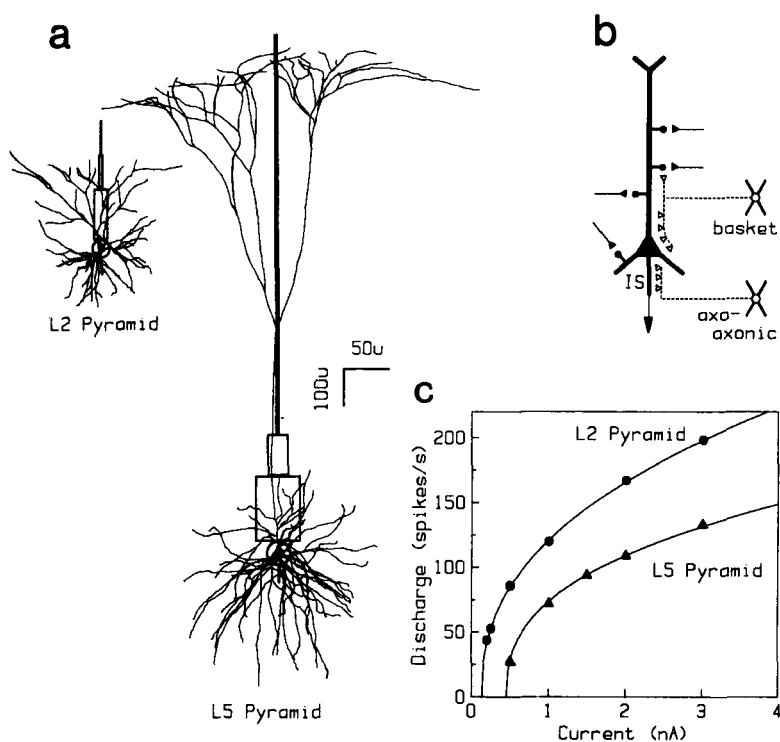 a
L2 Pyramid
50u
100u
L5 Pyramid
b
basket
IS
axo-
axonic
c
L2 Pyramid
L5 Pyramid
Discharge (spikes/s)
200
150
100
50
0
0 1 2 3 4
Current (nA)